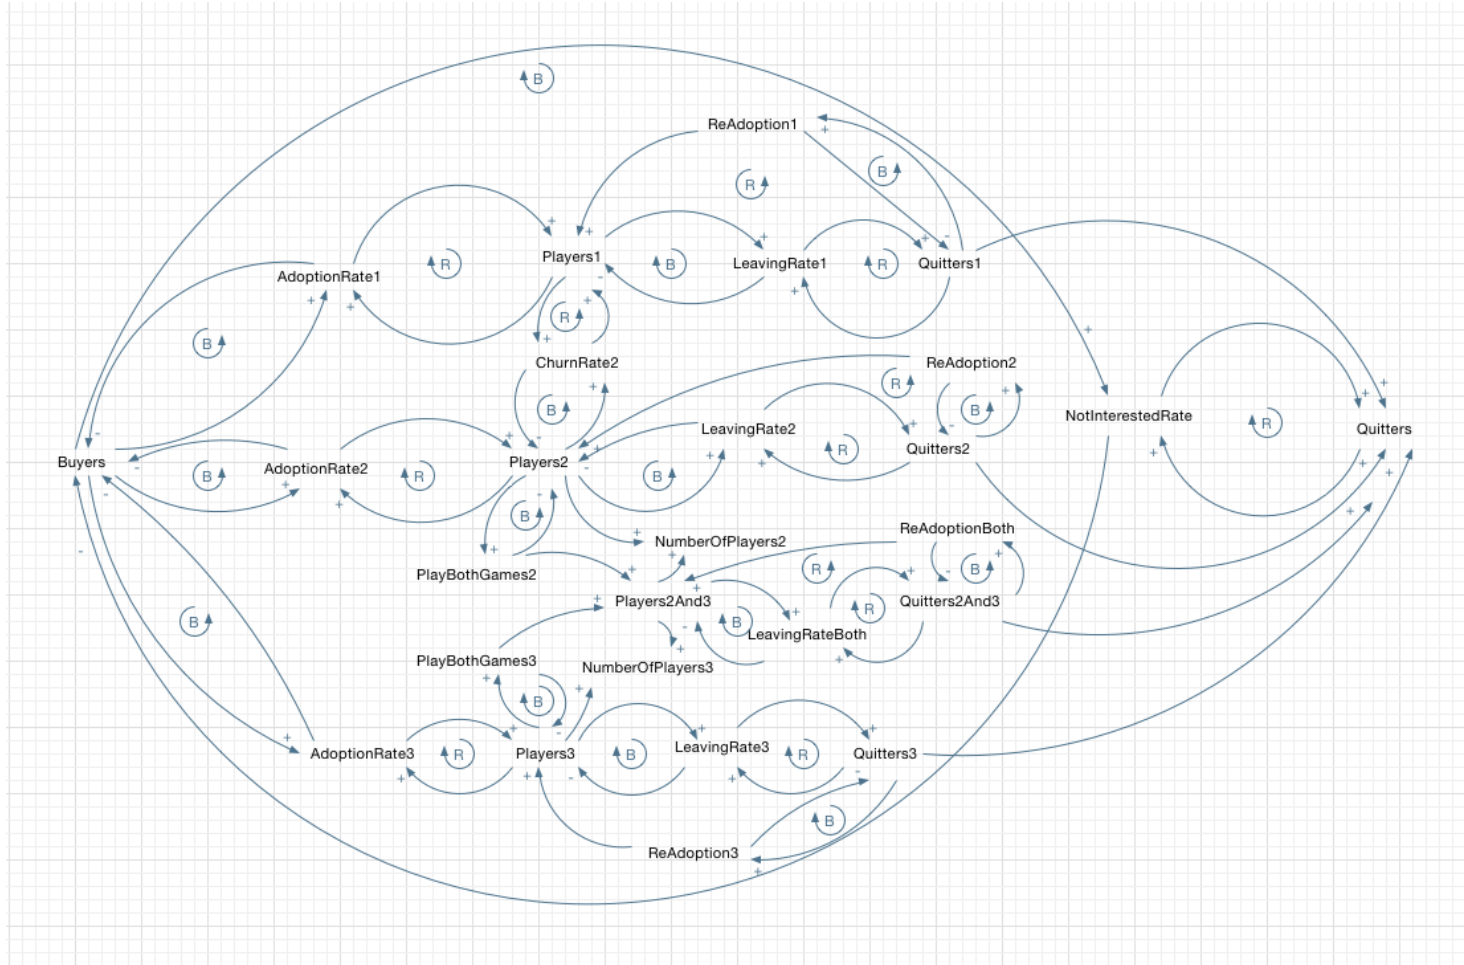 B
ReAdoption1
+
B
R
+
+
-
+
Players1
+
+
AdoptionRate1
R
B
LeavingRate1
R
Quitters1
-
+
+
+
+
R
+
B
+
ChurnRate2
ReAdoption2
R
+
+
B
B
+
+
NotInterestedRate
R
Quitters
LeavingRate2
-
+
-
+
+
-
Quitters2
R
+
Buyers
-
AdoptionRate2
B
R
Players2
-
B
+
+
+
+
+
-
+
-
B
+
ReAdoptionBoth
+
NumberOfPlayers2
-
+
+
+
PlayBothGames2
+
R
-
B
+
Players2And3
+
+
R
Quitters2And3
B
-
B
LeavingRateBoth
+
+
PlayBothGames3
NumberOfPlayers3
+
+
B
+
-
+
+
+
AdoptionRate3
R
Players3
B
LeavingRate3
R
Quitters3
+
+
-
+
-
B
ReAdoption3
+